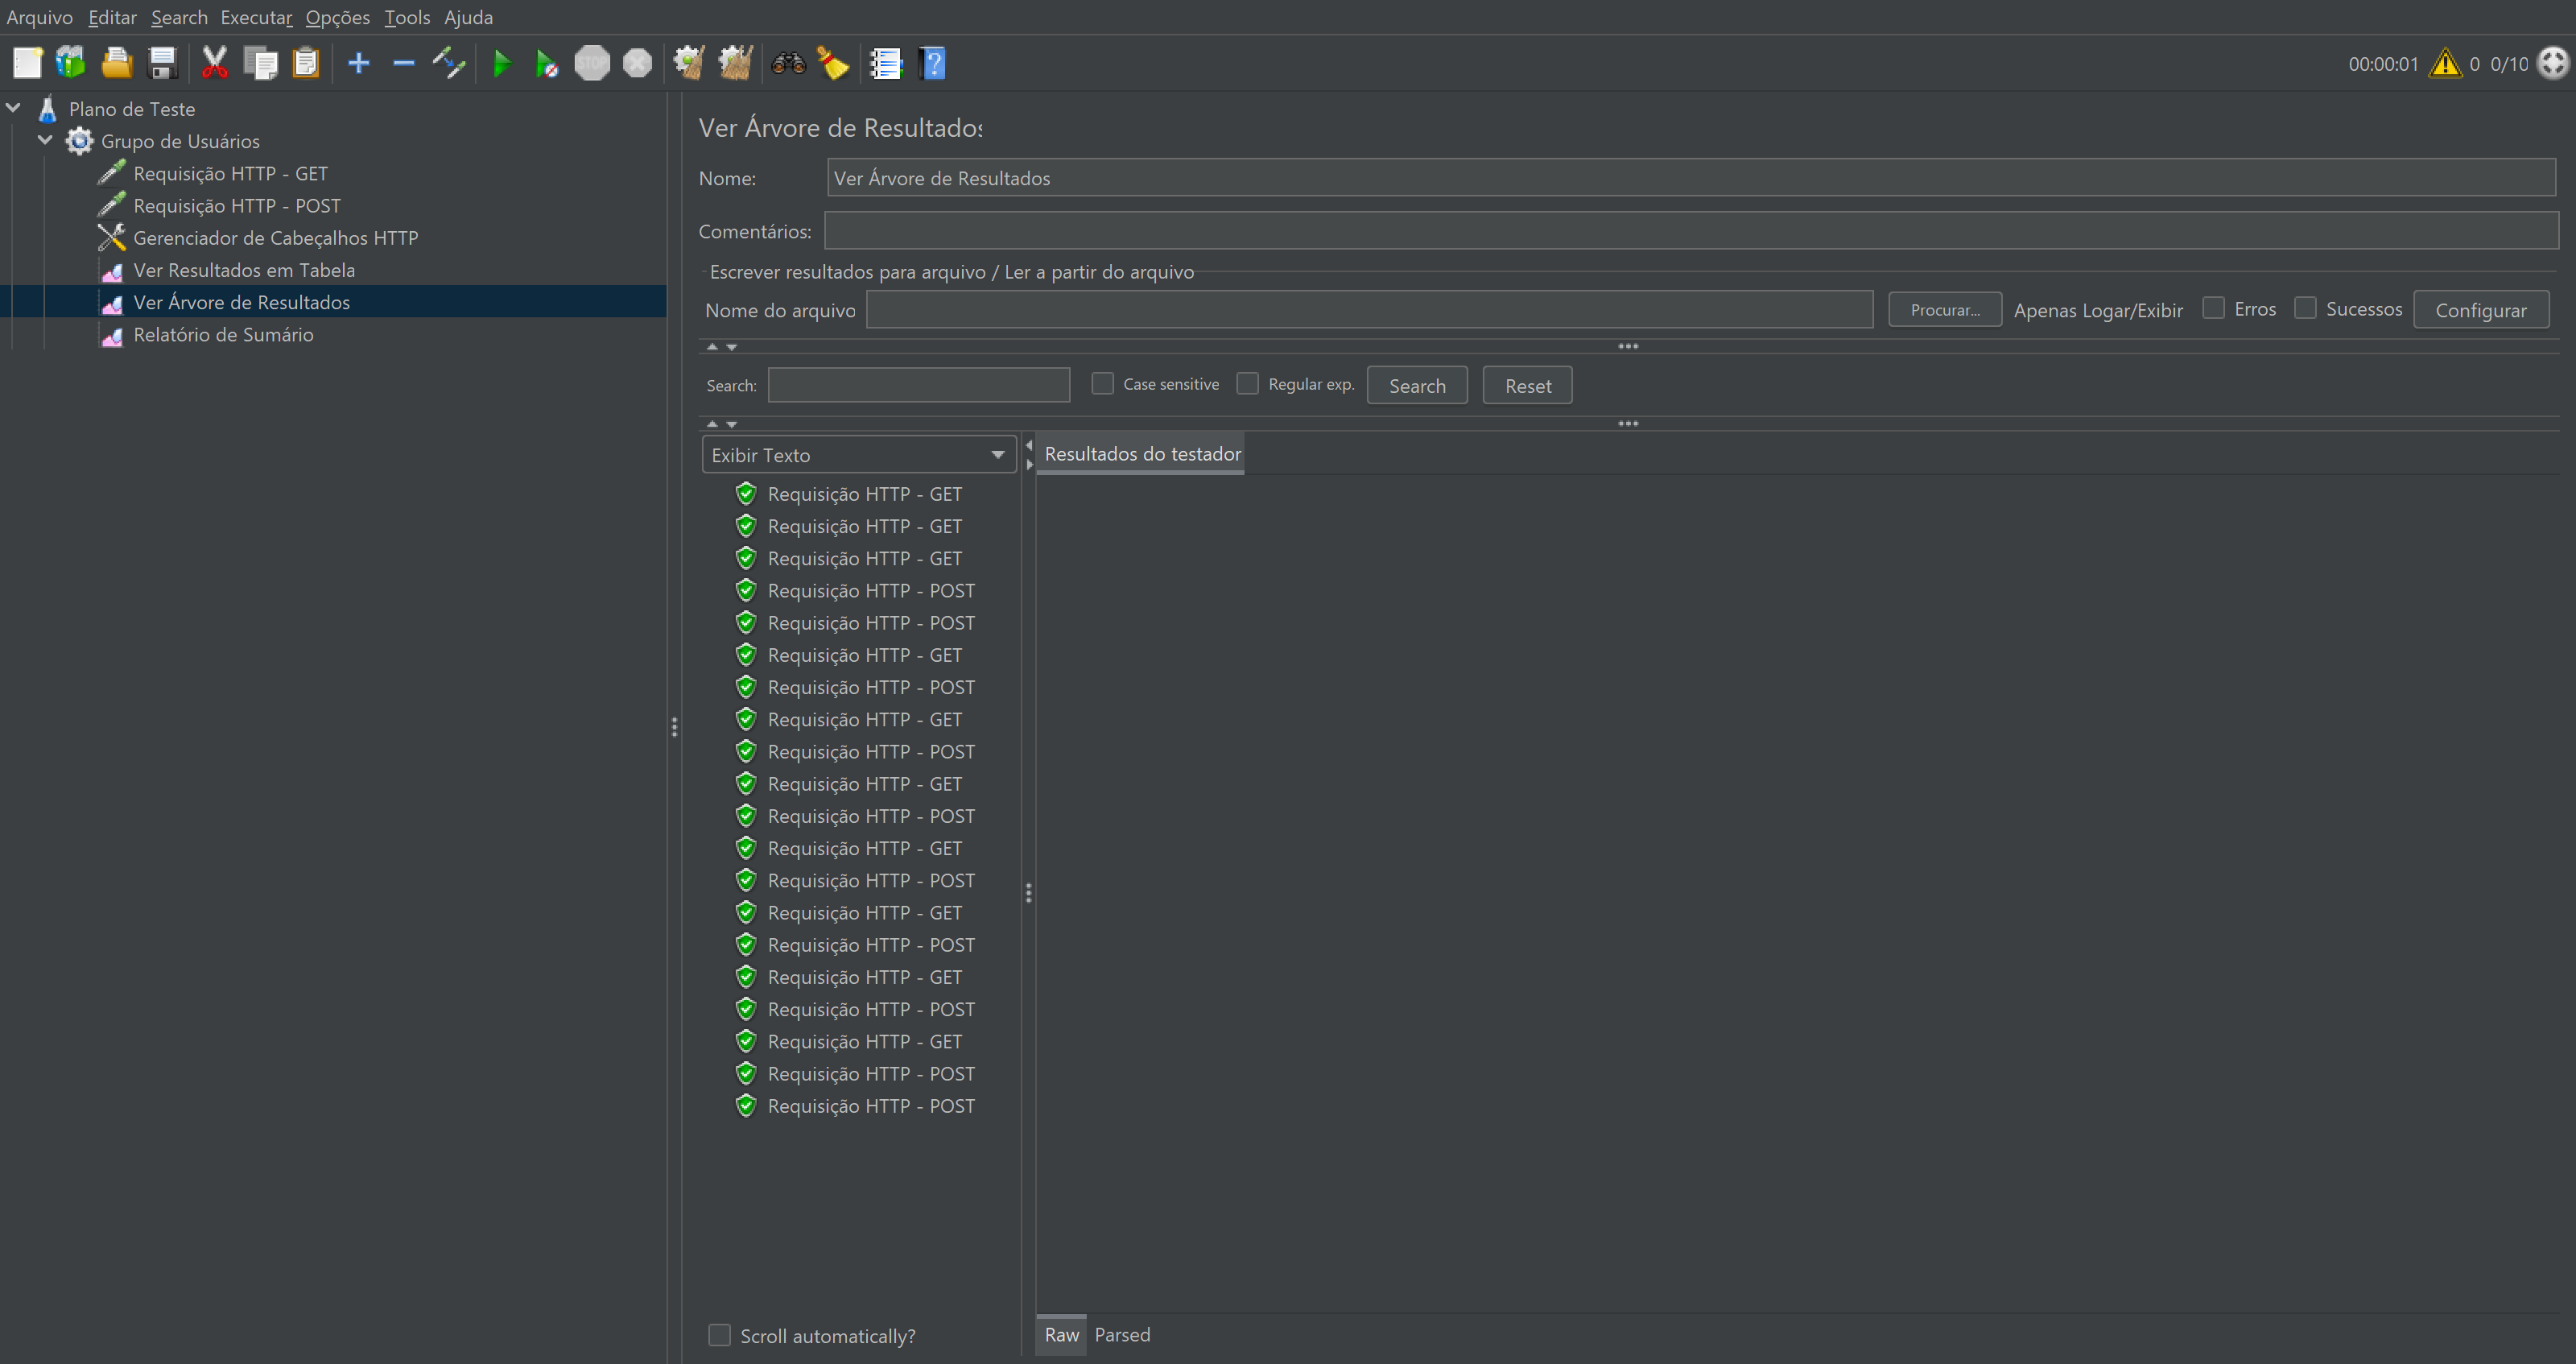 Arquivo Editar Search Executar Opções Tools Ajuda
STOP
00:00:01 0 0/10
Plano de Teste
Grupo de Usuários
Requisição HTTP - GET
Requisição HTTP - POST
Gerenciador de Cabeçalhos HTTP
Ver Resultados em Tabela
Ver Árvore de Resultados
Relatório de Sumário
Ver Árvore de Resultados
Nome: Ver Árvore de Resultados
Comentários:
Escrever resultados para arquivo / Ler a partir do arquivo
Nome do arquivo Procurar... Apenas Logar/Exibir Erros Sucessos Configurar
Search: Case sensitive Regular exp. Search Reset
Exibir Texto
Resultados do testador
Requisição HTTP - GET
Requisição HTTP - GET
Requisição HTTP - GET
Requisição HTTP - POST
Requisição HTTP - POST
Requisição HTTP - GET
Requisição HTTP - POST
Requisição HTTP - GET
Requisição HTTP - POST
Requisição HTTP - GET
Requisição HTTP - POST
Requisição HTTP - GET
Requisição HTTP - POST
Requisição HTTP - GET
Requisição HTTP - POST
Requisição HTTP - GET
Requisição HTTP - POST
Requisição HTTP - GET
Requisição HTTP - POST
Requisição HTTP - POST
Scroll automatically?
Raw Parsed